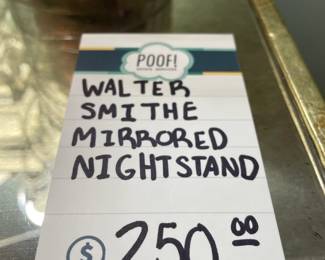 POOF!
WALTER
SMITHE
MIRRORED
NIGHTSTAND
$ 250.00